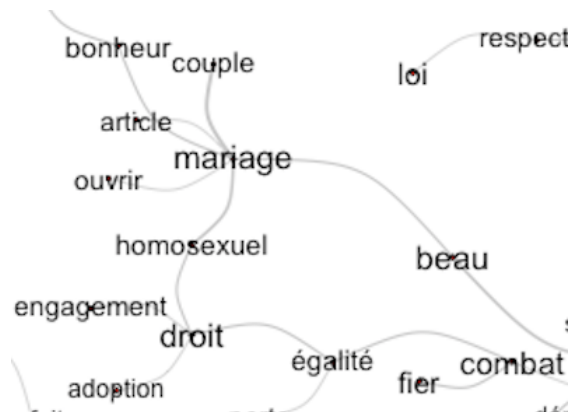 bonheur
couple
respect
loi
article
mariage
ouvrir
homosexuel
beau
engagement
droit
égalité
combat
fier
adoption